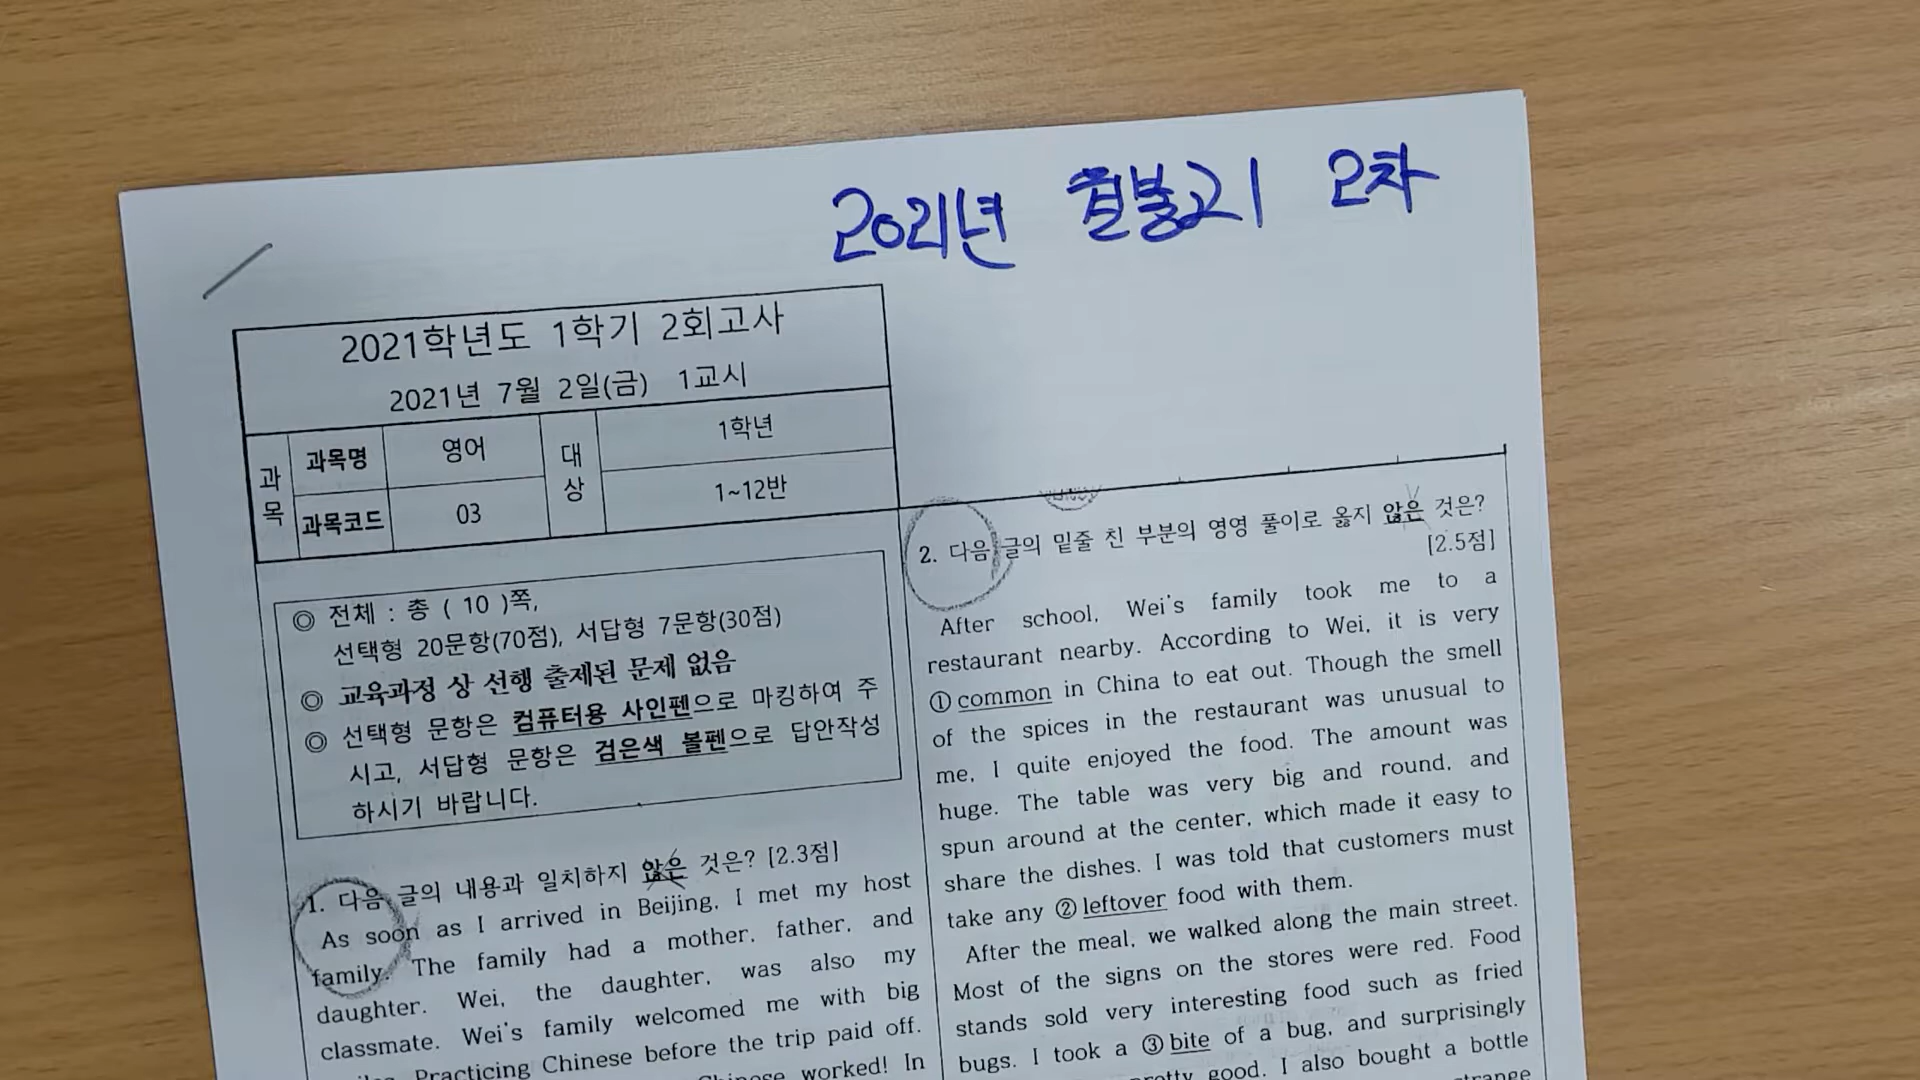 2021년 철불고1 2차
2021학년도 1학기 2회고사
2021년 7월 2일(금) 1교시
과목
과목명 영어
과목코드 03
대상
1학년
1~12반
◎ 전체 : 총 ( 10 )쪽,
선택형 20문항(70점), 서답형 7문항(30점)
◎ 교육과정 상 선행 출제된 문제 없음
◎ 선택형 문항은 컴퓨터용 사인펜으로 마킹하여 주
시고, 서답형 문항은 검은색 볼펜으로 답안작성
하시기 바랍니다.
1. 다음 글의 내용과 일치하지 않은 것은? [2.3점]
As soon as I arrived in Beijing, I met my host
family. The family had a mother, father, and
daughter. Wei, the daughter, was also my
classmate. Wei's family welcomed me with big
Practicing Chinese before the trip paid off.
Chinese worked! In
2. 다음 글의 밑줄 친 부분의 영영 풀이로 옳지 않은 것은?
[2.5점]
After school, Wei's family took me to a
restaurant nearby. According to Wei, it is very
① common in China to eat out. Though the smell
of the spices in the restaurant was unusual to
me, I quite enjoyed the food. The amount was
huge. The table was very big and round, and
spun around at the center, which made it easy to
share the dishes. I was told that customers must
take any ② leftover food with them.
After the meal, we walked along the main street.
Most of the signs on the stores were red. Food
stands sold very interesting food such as fried
bugs. I took a ③ bite of a bug, and surprisingly
pretty good. I also bought a bottle
strange